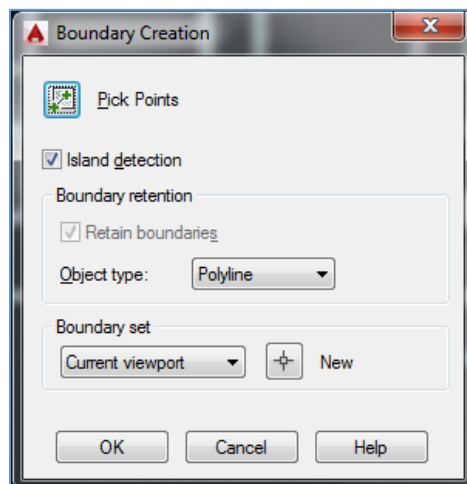 Boundary Creation
Pick Points
Island detection
Boundary retention
Retain boundaries
Object type: Polyline
Boundary set
Current viewport New
OK Cancel Help